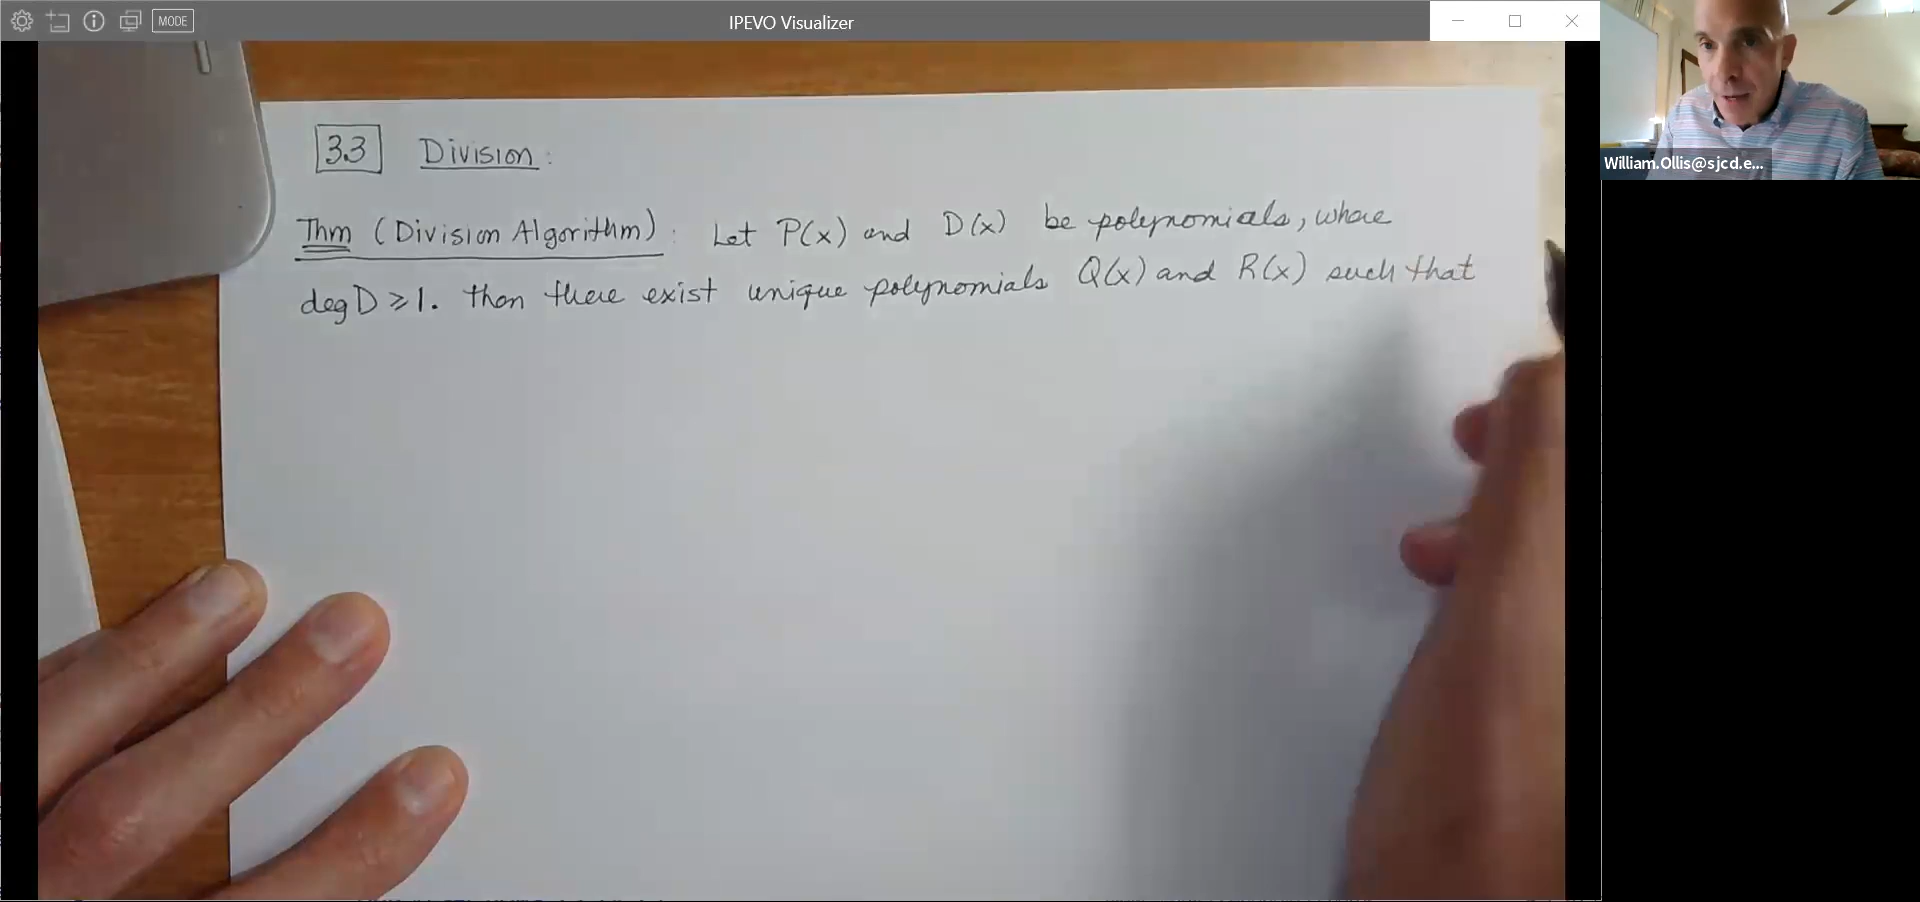 MODE
IPEVO Visualizer
3.3 Division:
Thm (Division Algorithm): Let P(x) and D(x) be polynomials, where
deg D ≥ 1. Then there exist unique polynomials Q(x) and R(x) such that
William.Ollis@sjcd.e...